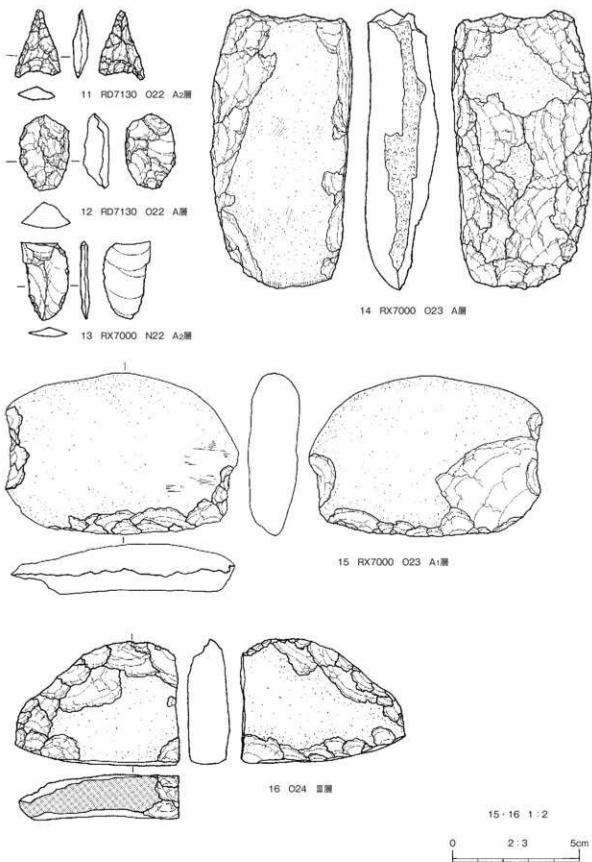 11 RD7130 O22 A2層
12 RD7130 O22 A層
13 RX7000 N22 A2層
14 RX7000 O23 A層
15 RX7000 O23 A1層
16 O24 Ⅲ層
15・16 1:2
0 2:3 5cm